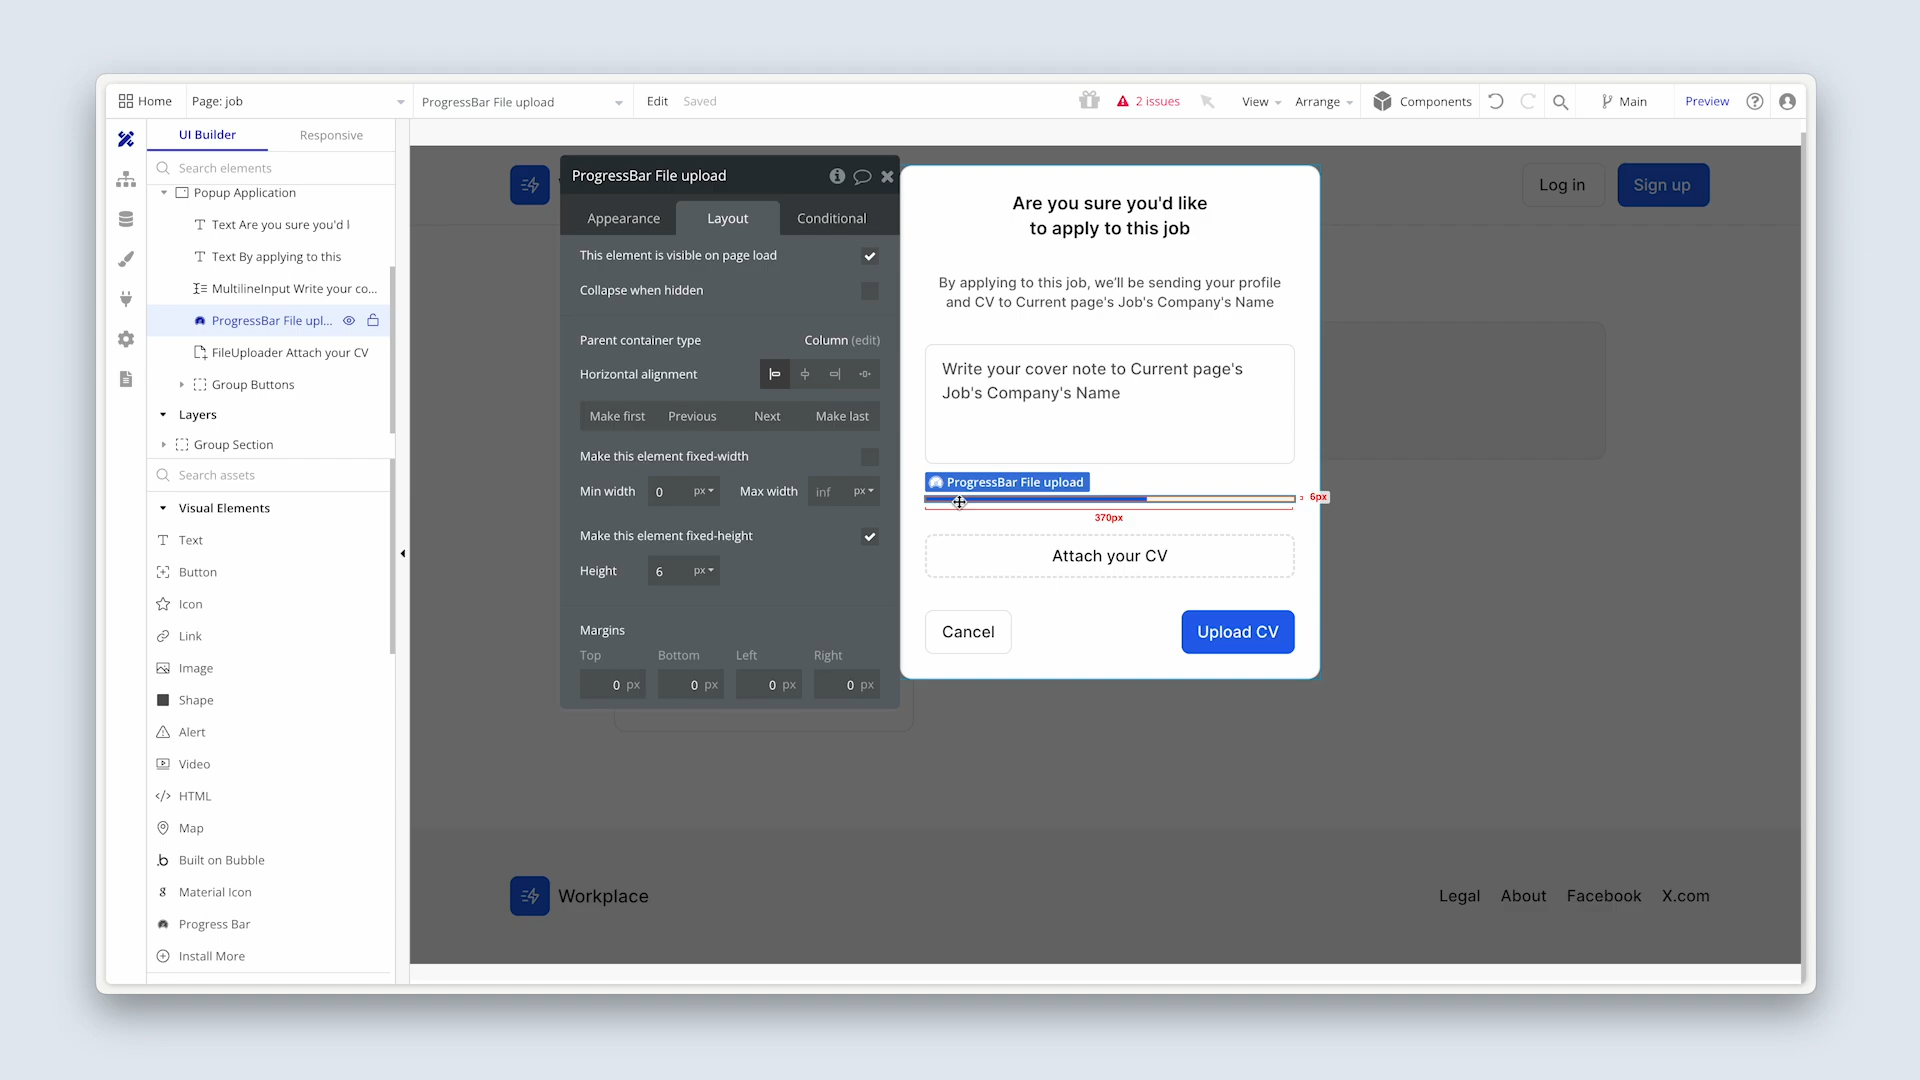 Home
Page: job
ProgressBar File upload
Edit
Saved
2 issues
View
Arrange
Components
Main
Preview
UI Builder
Responsive
Search elements
Popup Application
Text Are you sure you'd l
Text By applying to this
MultilineInput Write your co...
ProgressBar File upl...
FileUploader Attach your CV
Group Buttons
Layers
Group Section
Search assets
Visual Elements
Text
Button
Icon
Link
Image
Shape
Alert
Video
HTML
Map
Built on Bubble
Material Icon
Progress Bar
Install More
ProgressBar File upload
Appearance
Layout
Conditional
This element is visible on page load
Collapse when hidden
Parent container type
Column (edit)
Horizontal alignment
Make first
Previous
Next
Make last
Make this element fixed-width
Min width
0 px
Max width
inf px
Make this element fixed-height
Height
6 px
Margins
Top
Bottom
Left
Right
0 px
0 px
0 px
0 px
Log in
Sign up
Are you sure you'd like
to apply to this job
By applying to this job, we'll be sending your profile
and CV to Current page's Job's Company's Name
Write your cover note to Current page's
Job's Company's Name
ProgressBar File upload
6px
370px
Attach your CV
Cancel
Upload CV
Workplace
Legal
About
Facebook
X.com